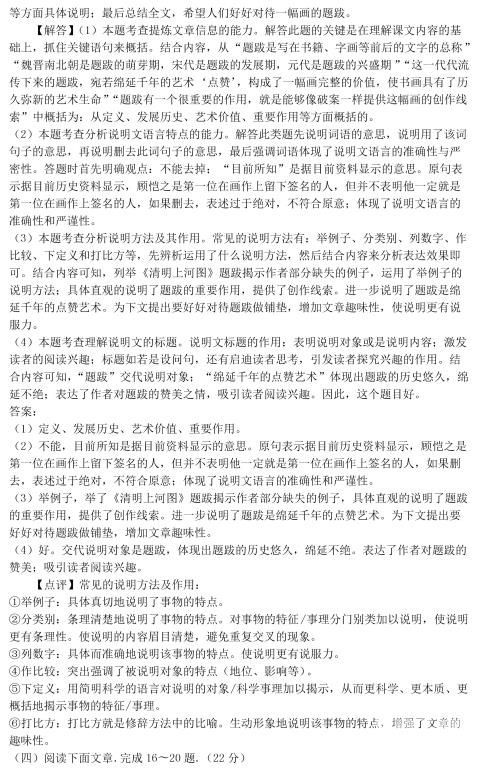 等方面具体说明；最后总结全文，希望人们好好对待一幅画的题跋。
【解答】（1）本题考查提炼文章信息的能力。解答此题的关键是在理解课文内容的基
础上，抓住关键语句来概括。结合内容，从“题跋是写在书籍、字画等前后的文字的总称”
“魏晋南北朝是题跋的萌芽期，宋代是题跋的发展期，元代是题跋的兴盛期”“这一代代流
传下来的题跋，宛若绵延千年的艺术‘点赞’，构成了一幅画完整的价值，使书画具有了历
久弥新的艺术生命”“题跋有一个很重要的作用，就是能够像破案一样提供这幅画的创作线
索”中概括为：从定义、发展历史、艺术价值、重要作用等方面概括的。
（2）本题考查分析说明文语言特点的能力。解答此类题先说明词语的意思，说明用了该词
句子的意思，再说明删去此词句子的意思，最后强调词语体现了说明文语言的准确性与严
密性。答题时首先明确观点：不能去掉；“目前所知”是据目前资料显示的意思。原句表
示据目前历史资料显示，顾恺之是第一位在画作上留下签名的人，但并不表明他一定就是
第一位在画作上签名的人，如果删去，表述过于绝对，不符合原意；体现了说明文语言的
准确性和严谨性。
（3）本题考查分析说明方法及其作用。常见的说明方法有：举例子、分类别、列数字、作
比较、下定义和打比方等，先辨析运用了什么说明方法，然后结合内容来分析表达效果即
可。结合内容可知，列举《清明上河图》题跋揭示作者部分缺失的例子，运用了举例子的
说明方法；具体直观的说明了题跋的重要作用，提供了创作线索。进一步说明了题跋是绵
延千年的点赞艺术。为下文提出要好好对待题跋做铺垫，增加文章趣味性，使说明更有说
服力。
（4）本题考查理解说明文的标题。说明文标题的作用：表明说明对象或是说明内容；激发
读者的阅读兴趣；标题如若是设问句，还有启迪读者思考，引发读者探究兴趣的作用。结
合内容可知，“题跋”交代说明对象；“绵延千年的点赞艺术”体现出题跋的历史悠久，绵
延不绝；表达了作者对题跋的赞美之情，吸引读者阅读兴趣。因此，这个题目好。
答案：
（1）定义、发展历史、艺术价值、重要作用。
（2）不能，目前所知是据目前资料显示的意思。原句表示据目前历史资料显示，顾恺之是
第一位在画作上留下签名的人，但并不表明他一定就是第一位在画作上签名的人，如果删
去，表述过于绝对，不符合原意；体现了说明文语言的准确性和严谨性。
（3）举例子，举了《清明上河图》题跋揭示作者部分缺失的例子，具体直观的说明了题跋
的重要作用，提供了创作线索。进一步说明了题跋是绵延千年的点赞艺术。为下文提出要
好好对待题跋做铺垫，增加文章趣味性。
（4）好。交代说明对象是题跋，体现出题跋的历史悠久，绵延不绝。表达了作者对题跋的
赞美；吸引读者阅读兴趣。
【点评】常见的说明方法及作用：
①举例子：具体真切地说明了事物的特点。
②分类别：条理清楚地说明了事物的特点。对事物的特征/事理分门别类加以说明，使说明
更有条理性。使说明的内容眉目清楚，避免重复交叉的现象。
③列数字：具体而准确地说明该事物的特点。使说明更有说服力。
④作比较：突出强调了被说明对象的特点（地位、影响等）。
⑤下定义：用简明科学的语言对说明的对象/科学事理加以揭示，从而更科学、更本质、更
概括地揭示事物的特征/事理。
⑥打比方：打比方就是修辞方法中的比喻。生动形象地说明该事物的特点，增强了文章的
趣味性。
（四）阅读下面文章．完成16～20题．（22分）